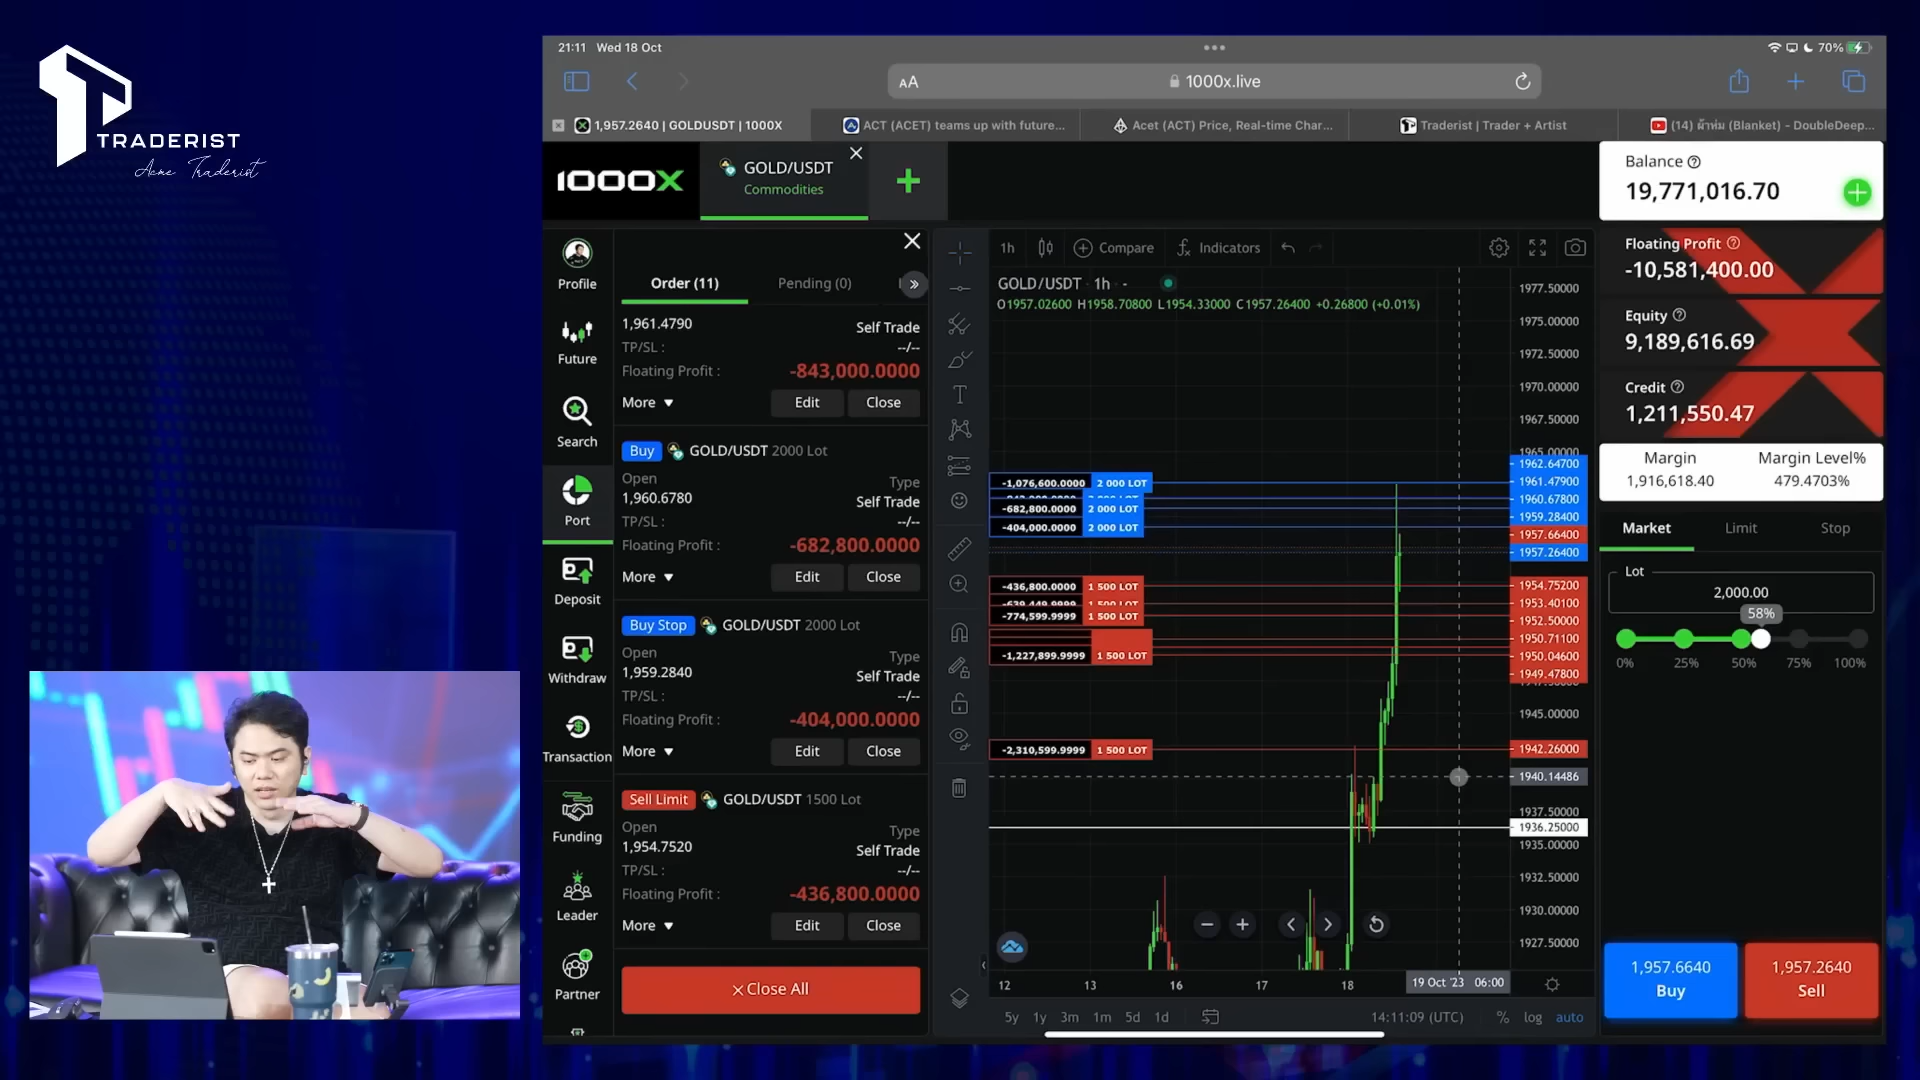 TRADERIST
Acme Traderist
21:11 Wed 18 Oct
70%
AA
1000x.live
1,957.2640 | GOLDUSDT | 1000X
ACT (ACET) teams up with future...
Acet (ACT) Price, Real-time Char...
Traderist | Trader + Artist
(14) ผ้าห่ม (Blanket) - DoubleDeep...
1000X
GOLD/USDT
Commodities
Balance
19,771,016.70
Floating Profit
-10,581,400.00
Equity
9,189,616.69
Credit
1,211,550.47
Margin
1,916,618.40
Margin Level%
479.4703%
Market
Limit
Stop
Lot
2,000.00
58%
0%
25%
50%
75%
100%
1,957.6640
Buy
1,957.2640
Sell
Profile
Future
Search
Port
Deposit
Withdraw
Transaction
Funding
Leader
Partner
Order (11)
Pending (0)
1,961.4790
Self Trade
TP/SL :
--/--
Floating Profit :
-843,000.0000
More
Edit
Close
Buy GOLD/USDT 2000 Lot
Open
Type
1,960.6780
Self Trade
TP/SL :
--/--
Floating Profit :
-682,800.0000
More
Edit
Close
Buy Stop GOLD/USDT 2000 Lot
Open
Type
1,959.2840
Self Trade
TP/SL :
--/--
Floating Profit :
-404,000.0000
More
Edit
Close
Sell Limit GOLD/USDT 1500 Lot
Open
Type
1,954.7520
Self Trade
TP/SL :
--/--
Floating Profit :
-436,800.0000
More
Edit
Close
Close All
1h
Compare
Indicators
GOLD/USDT · 1h · -
O1957.02600 H1958.70800 L1954.33000 C1957.26400 +0.26800 (+0.01%)
-1,076,600.0000 2 000 LOT
-682,800.0000 2 000 LOT
-404,000.0000 2 000 LOT
-436,800.0000 1 500 LOT
-774,599.9999 1 500 LOT
-1,227,899.9999 1 500 LOT
-2,310,599.9999 1 500 LOT
1977.50000
1975.00000
1972.50000
1970.00000
1967.50000
1965.00000
1962.64700
1961.47900
1960.67800
1959.28400
1957.66400
1957.26400
1954.75200
1953.40100
1952.50000
1950.71100
1950.04600
1949.47800
1945.00000
1942.26000
1940.14486
1937.50000
1936.25000
1935.00000
1932.50000
1930.00000
1927.50000
12
13
16
17
18
19 Oct '23 06:00
5y
1y
3m
1m
5d
1d
14:11:09 (UTC)
%
log
auto